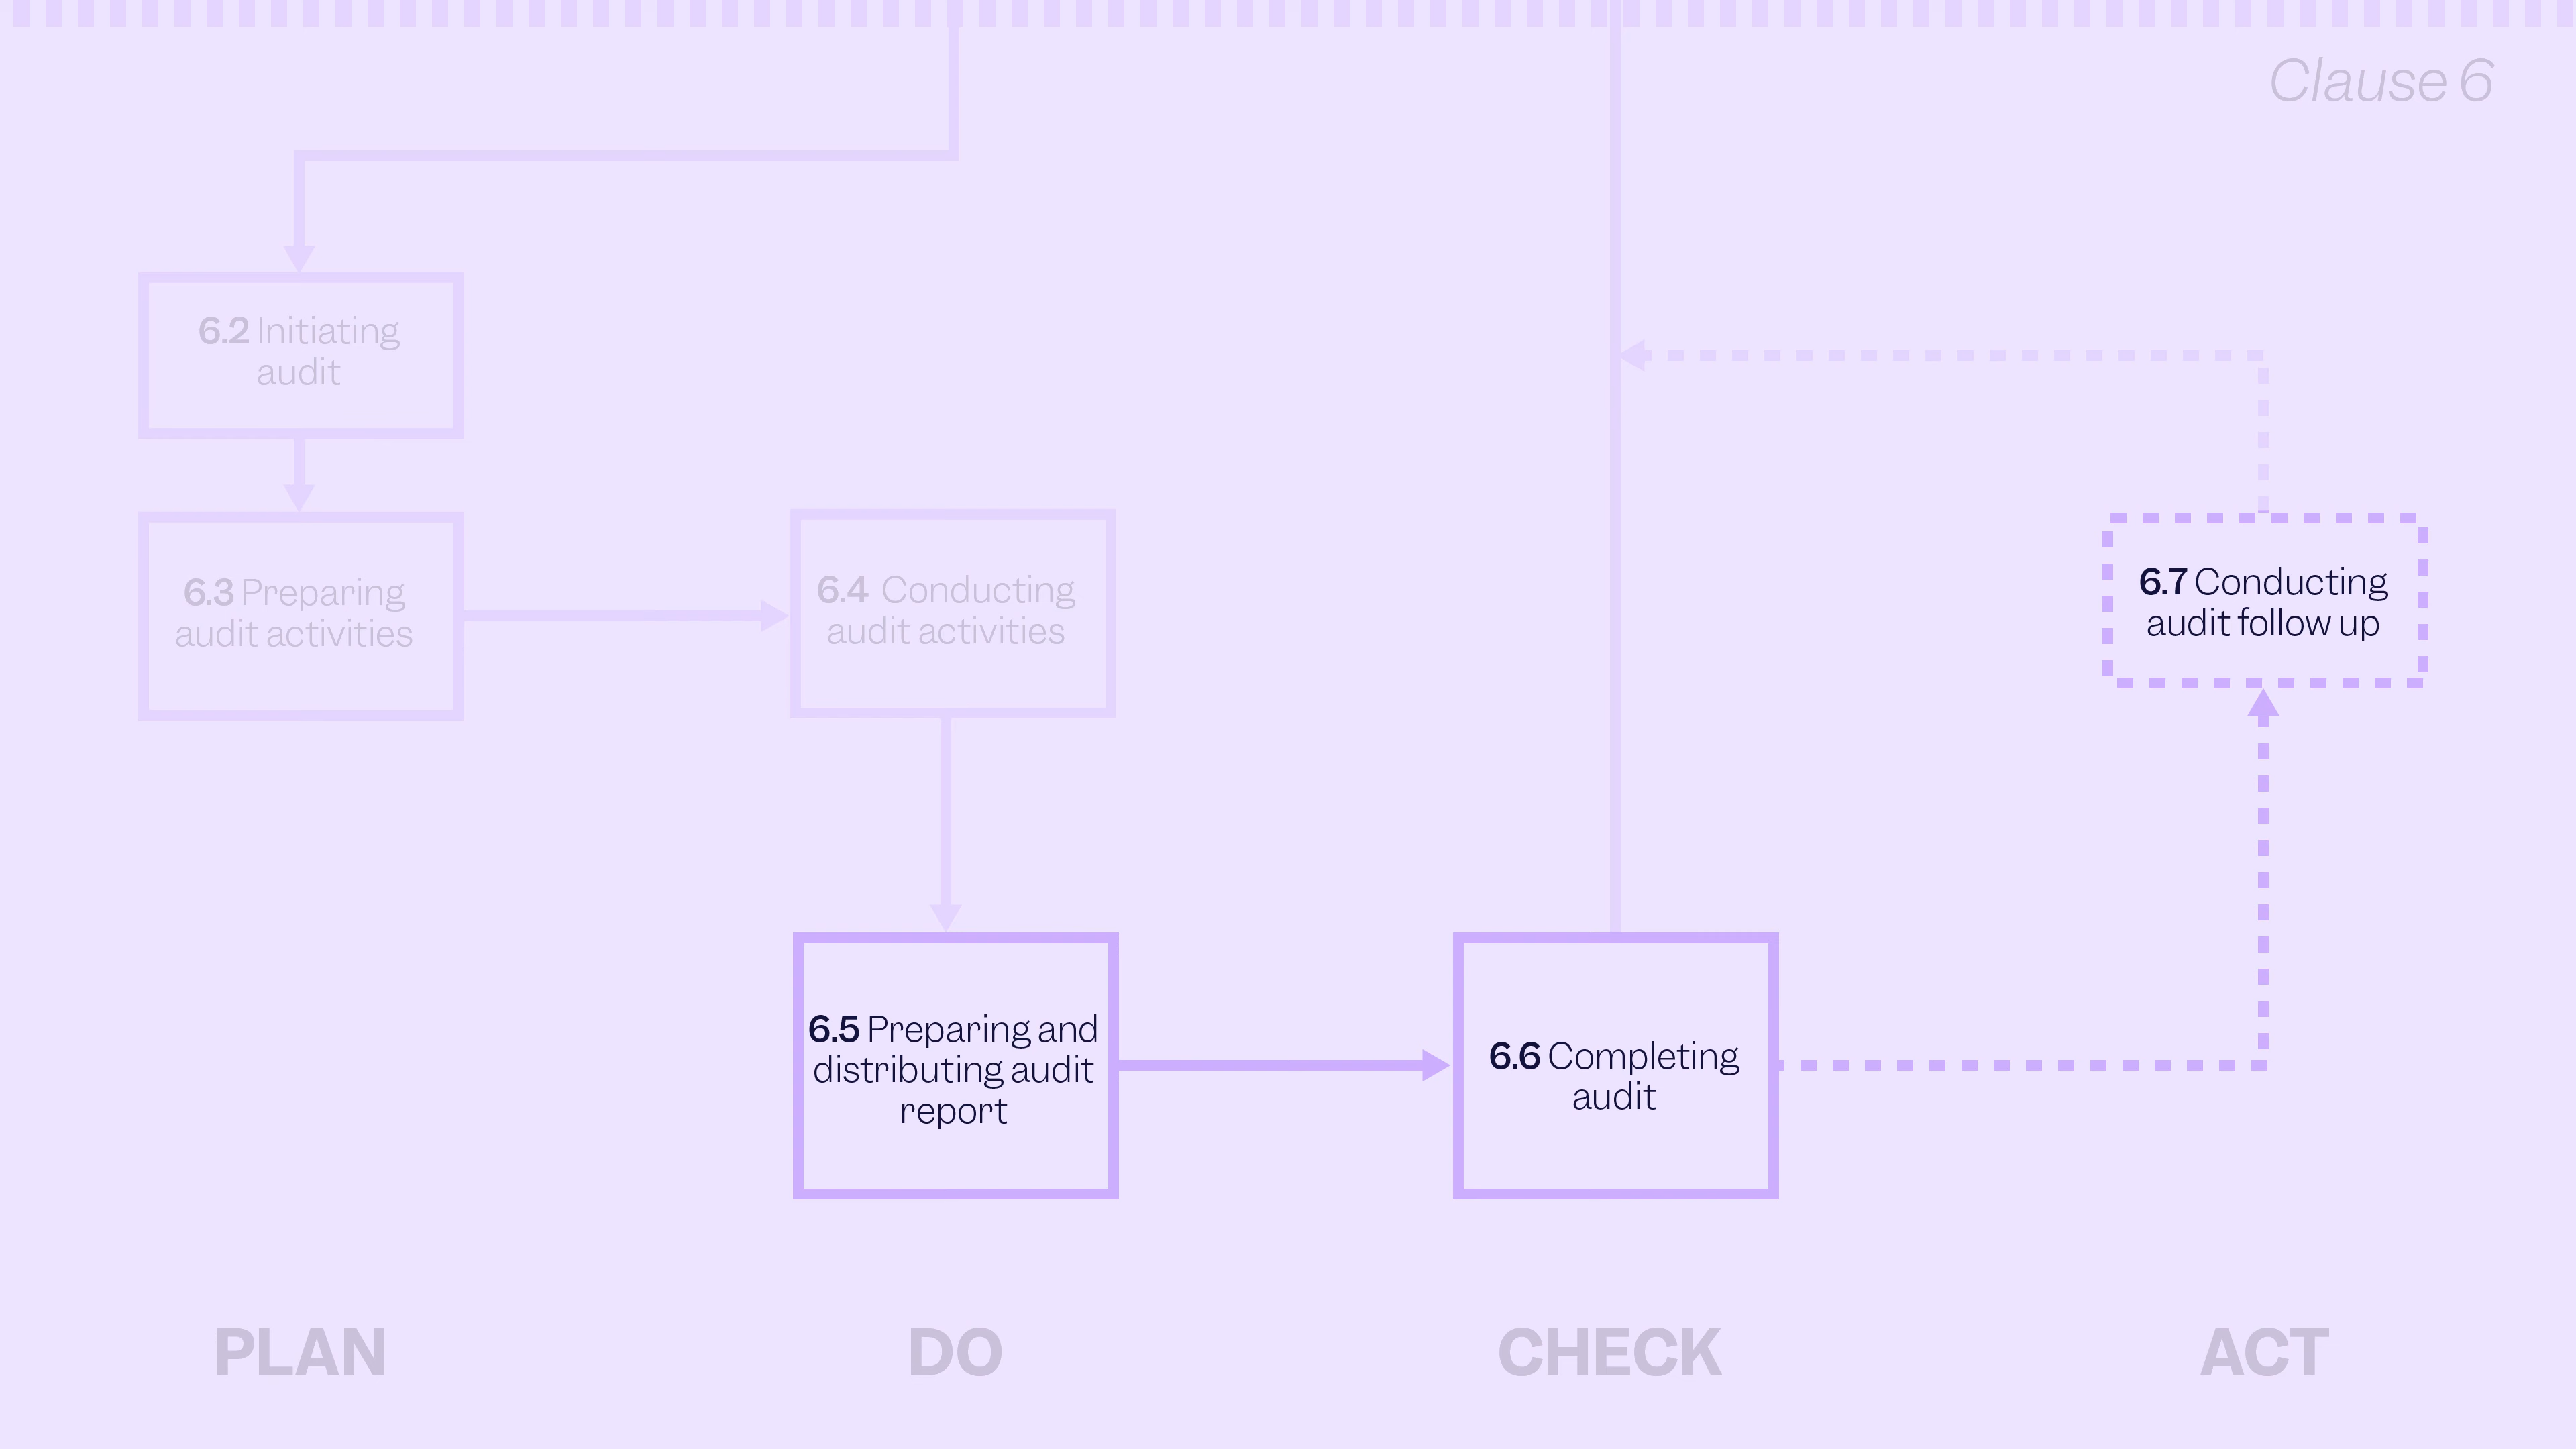 Clause 6
6.2 Initiating
audit
6.3 Preparing
audit activities
6.4 Conducting
audit activities
6.7 Conducting
audit follow up
6.5 Preparing and
distributing audit
report
6.6 Completing
audit
PLAN
DO
CHECK
ACT